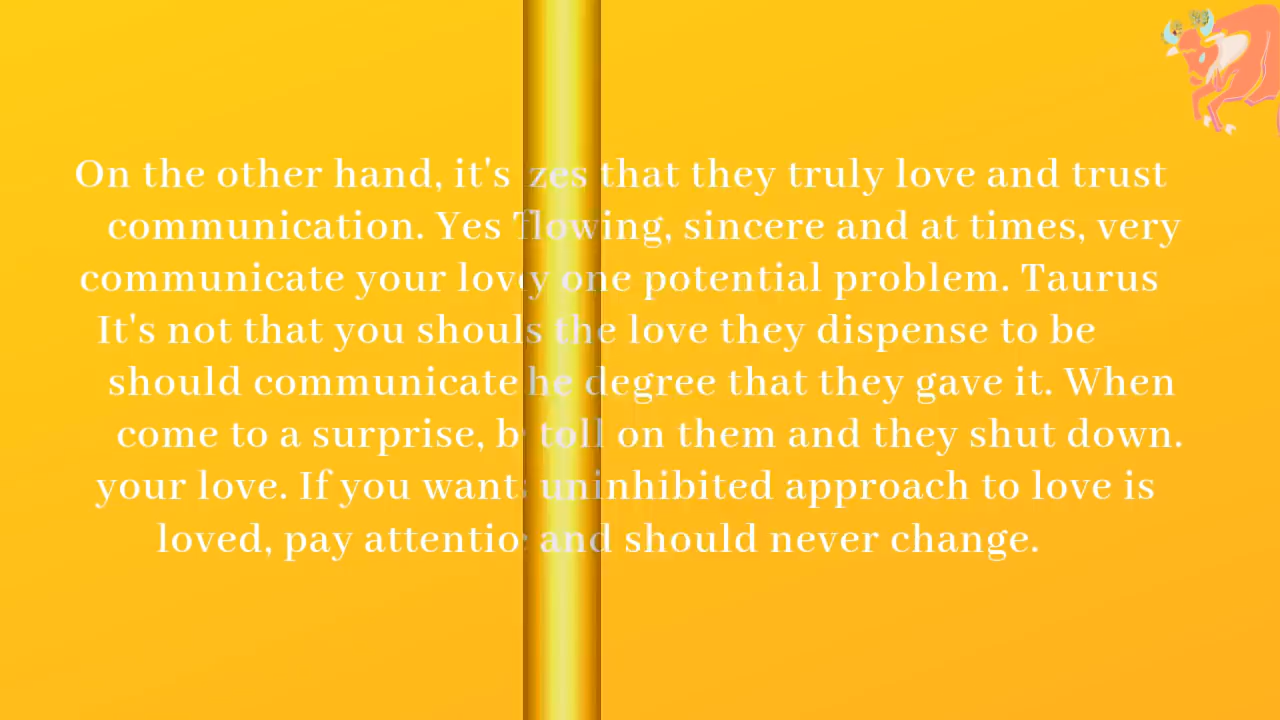 On the other hand, it's zes that they truly love and trust
communication. Yes flowing, sincere and at times, very
communicate your lov y one potential problem. Taurus
It's not that you shoul s the love they dispense to be
should communicate he degree that they gave it. When
come to a surprise, b toll on them and they shut down.
your love. If you want uninhibited approach to love is
loved, pay attentio and should never change.